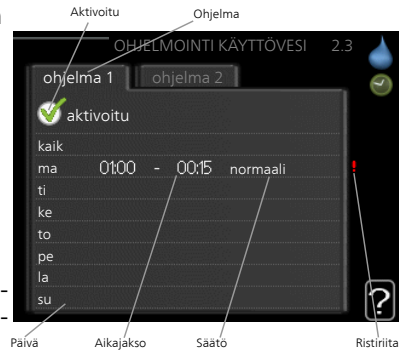 Aktivoitu
Ohjelma
OHJELMOINTI KÄYTTÖVESI 2.3
ohjelma 1 ohjelma 2
aktivoitu
kaik
ma 01:00 - 00:15 normaali !
ti
ke
to
pe
la
su
?
Päivä Aikajakso Säätö Ristiriita